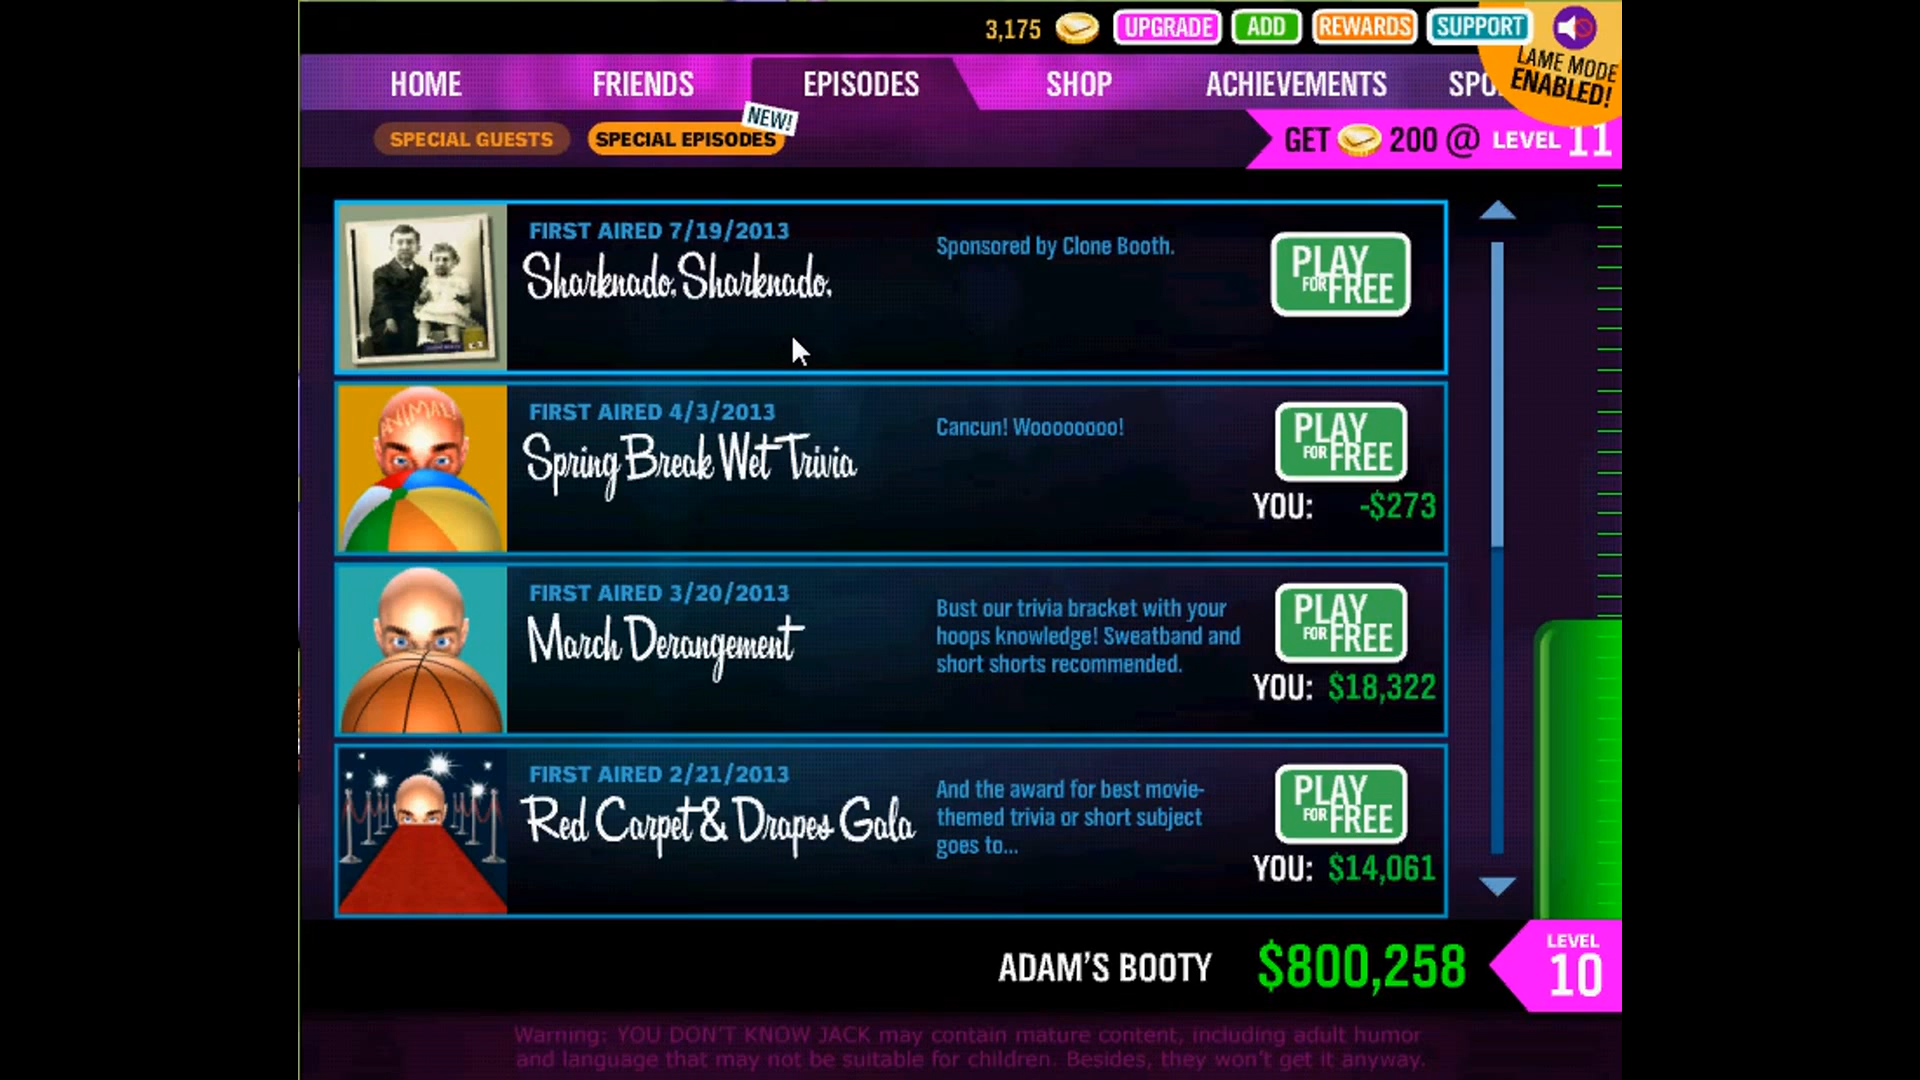 3,175 UPGRADE ADD REWARDS SUPPORT
LAME MODE
ENABLED!
HOME FRIENDS EPISODES SHOP ACHIEVEMENTS
NEW!
SPECIAL GUESTS SPECIAL EPISODES
GET 200 @ LEVEL 11
FIRST AIRED 7/19/2013
Sharknado, Sharknado,
Sponsored by Clone Booth.
PLAY
FOR FREE
ANIMAL!
FIRST AIRED 4/3/2013
Spring Break Wet Trivia
Cancun! Woooooooo!
PLAY
FOR FREE
YOU: -$273
FIRST AIRED 3/20/2013
March Derangement
Bust our trivia bracket with your
hoops knowledge! Sweatband and
short shorts recommended.
PLAY
FOR FREE
YOU: $18,322
FIRST AIRED 2/21/2013
Red Carpet & Drapes Gala
And the award for best movie-
themed trivia or short subject
goes to...
PLAY
FOR FREE
YOU: $14,061
ADAM'S BOOTY $800,258
LEVEL
10
Warning: YOU DON'T KNOW JACK may contain mature content, including adult humor
and language that may not be suitable for children. Besides, they won't get it anyway.